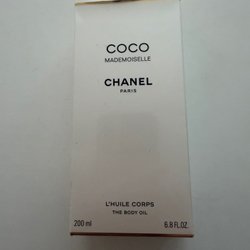 COCO
MADEMOISELLE
CHANEL
PARIS
L'HUILE CORPS
THE BODY OIL
200 ml 6.8 FL.OZ.